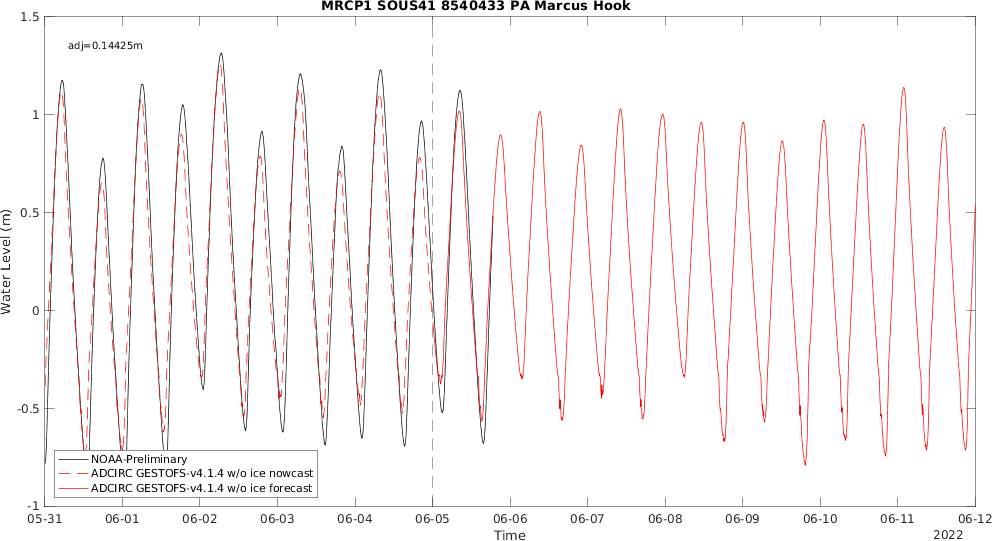 MRCP1 SOUS41 8540433 PA Marcus Hook
adj=0.14425m
1.5
1
0.5
0
-0.5
-1
Water Level (m)
NOAA-Preliminary
ADCIRC GESTOFS-v4.1.4 w/o ice nowcast
ADCIRC GESTOFS-v4.1.4 w/o ice forecast
05-31 06-01 06-02 06-03 06-04 06-05 06-06 06-07 06-08 06-09 06-10 06-11 06-12
Time
2022